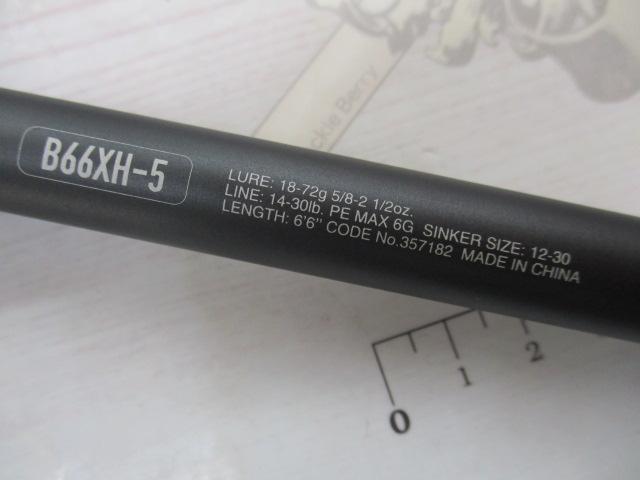 B66XH-5
LURE: 18-72g 5/8-2 1/2oz.
LINE: 14-30lb. PE MAX 6G SINKER SIZE: 12-30
LENGTH: 6'6" CODE No.357182 MADE IN CHINA
Berry
0 1 2